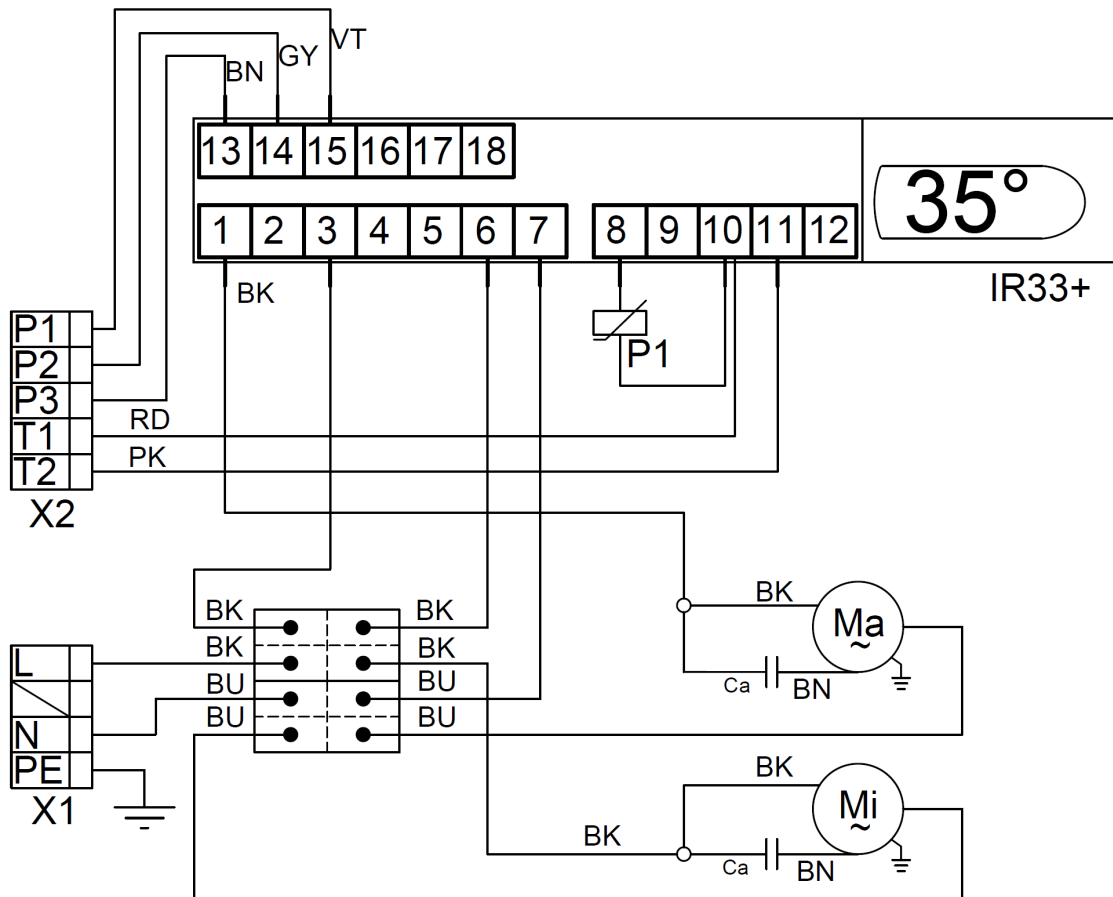 VT
GY
BN
13 14 15 16 17 18
35°
1 2 3 4 5 6 7 8 9 10 11 12
IR33+
BK
P1
P1
P2
P3
RD
T1
PK
T2
X2
BK
BK BK
Ma
~
L
BK BK
BU BU
Ca
BN
N
BU BU
PE
BK
X1
Mi
~
BK
Ca
BN